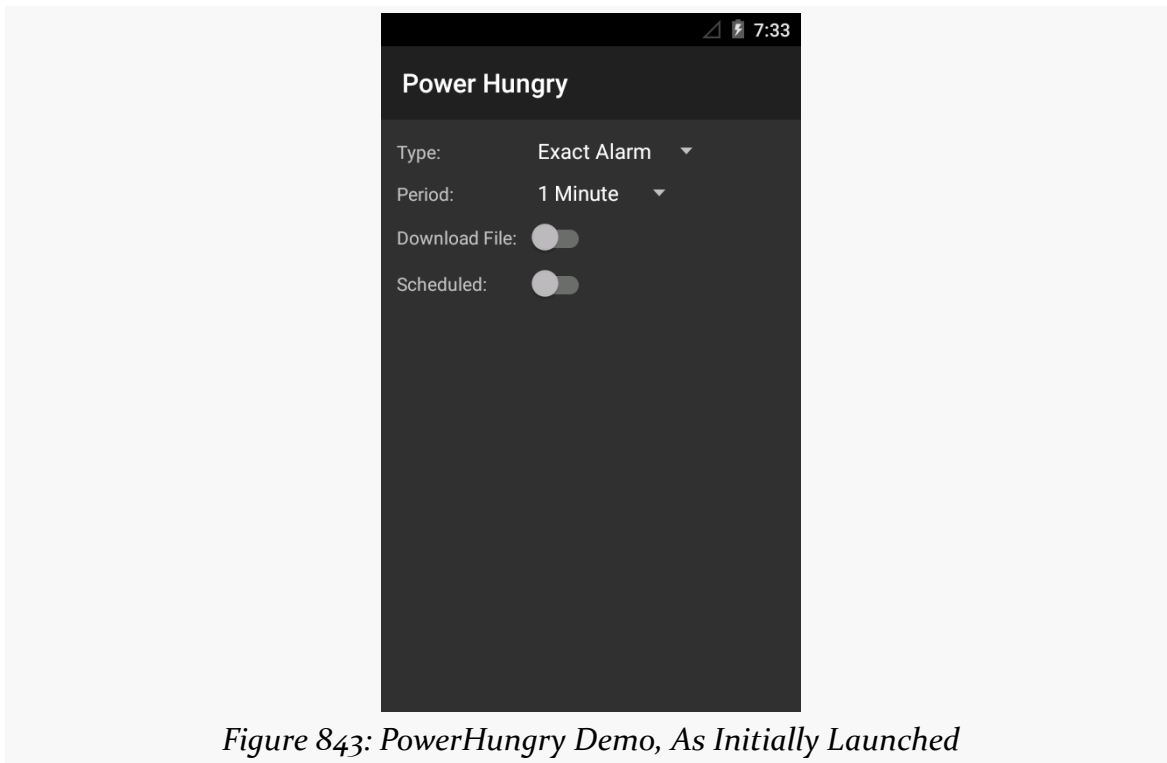 7:33
Power Hungry
Type: Exact Alarm
Period: 1 Minute
Download File:
Scheduled:
Figure 843: PowerHungry Demo, As Initially Launched